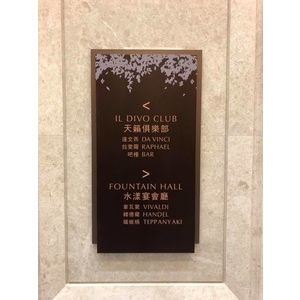 <
IL DIVO CLUB
天籟俱樂部
達文西 DA VINCI
拉斐爾 RAPHAEL
吧檯 BAR
>
FOUNTAIN HALL
水漾宴會廳
韋瓦第 VIVALDI
韓德爾 HANDEL
鐵板燒 TEPPANYAKI